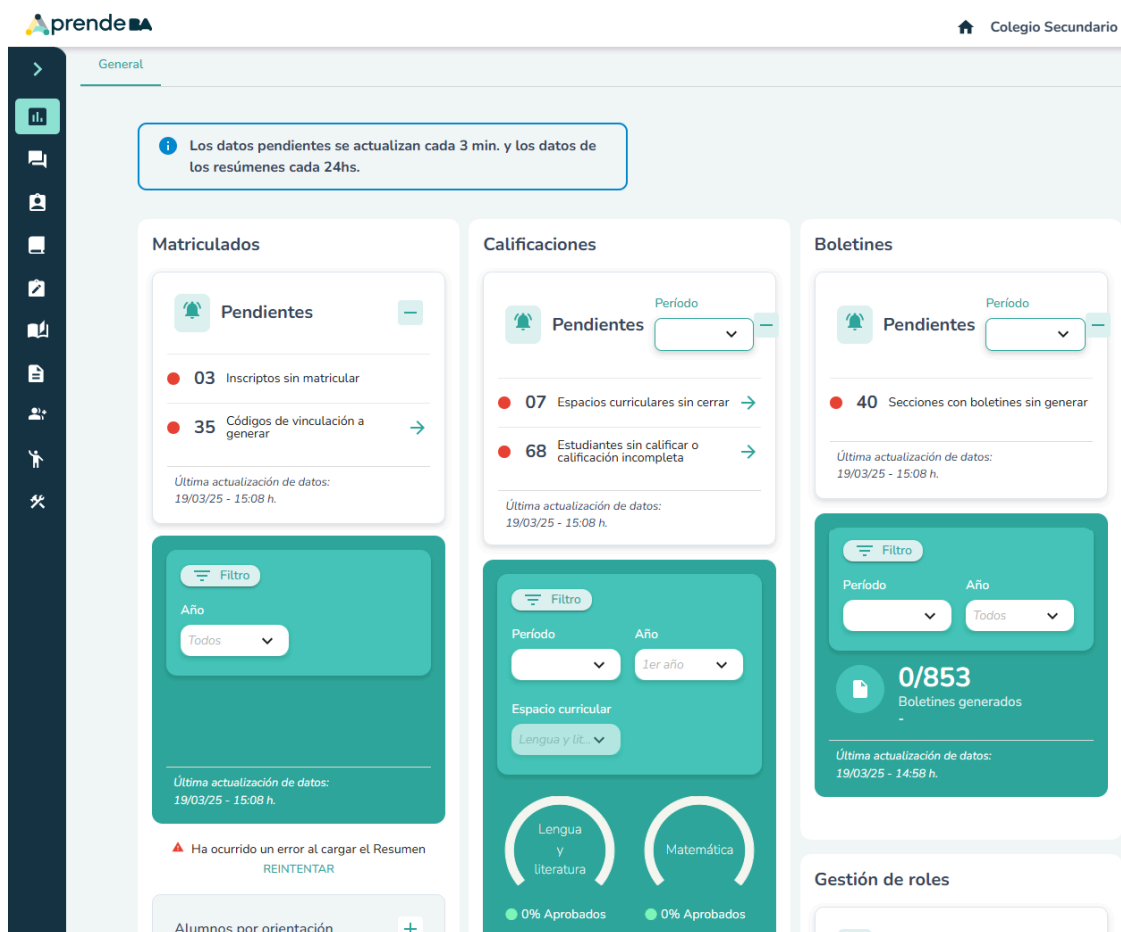 AprendeBA
Colegio Secundario
General
Los datos pendientes se actualizan cada 3 min. y los datos de
los resúmenes cada 24hs.
Matriculados
Pendientes
03 Inscriptos sin matricular
35 Códigos de vinculación a
generar
Última actualización de datos:
19/03/25 - 15:08 h.
Filtro
Año
Todos
Última actualización de datos:
19/03/25 - 15:08 h.
Ha ocurrido un error al cargar el Resumen
REINTENTAR
Alumnos por orientación
Calificaciones
Pendientes
Período
07 Espacios curriculares sin cerrar
68 Estudiantes sin calificar o
calificación incompleta
Última actualización de datos:
19/03/25 - 15:08 h.
Filtro
Período
Año
1er año
Espacio curricular
Lengua y lit...
Lengua
y
literatura
Matemática
0% Aprobados
0% Aprobados
Boletines
Pendientes
Período
40 Secciones con boletines sin generar
Última actualización de datos:
19/03/25 - 15:08 h.
Filtro
Período
Año
Todos
0/853
Boletines generados
-
Última actualización de datos:
19/03/25 - 14:58 h.
Gestión de roles